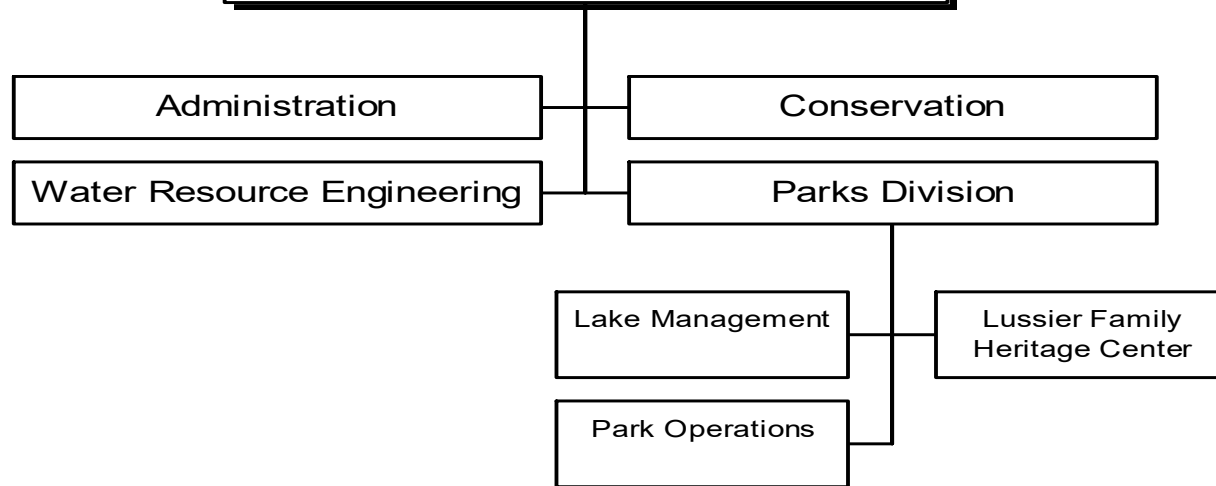 Administration
Conservation
Water Resource Engineering
Parks Division
Lake Management
Lussier Family
Heritage Center
Park Operations